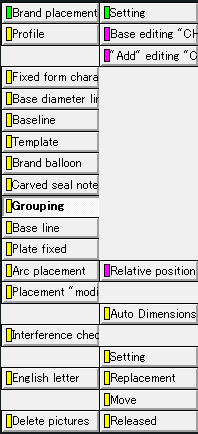 Brand placement Setting
Profile Base editing "CH
"Add" editing "C
Fixed form chara
Base diameter lin
Baseline
Template
Brand balloon
Carved seal note
Grouping
Base line
Plate fixed
Arc placement Relative position
Placement "modi
Auto Dimensions
Interference chec
Setting
English letter Replacement
Move
Delete pictures Released